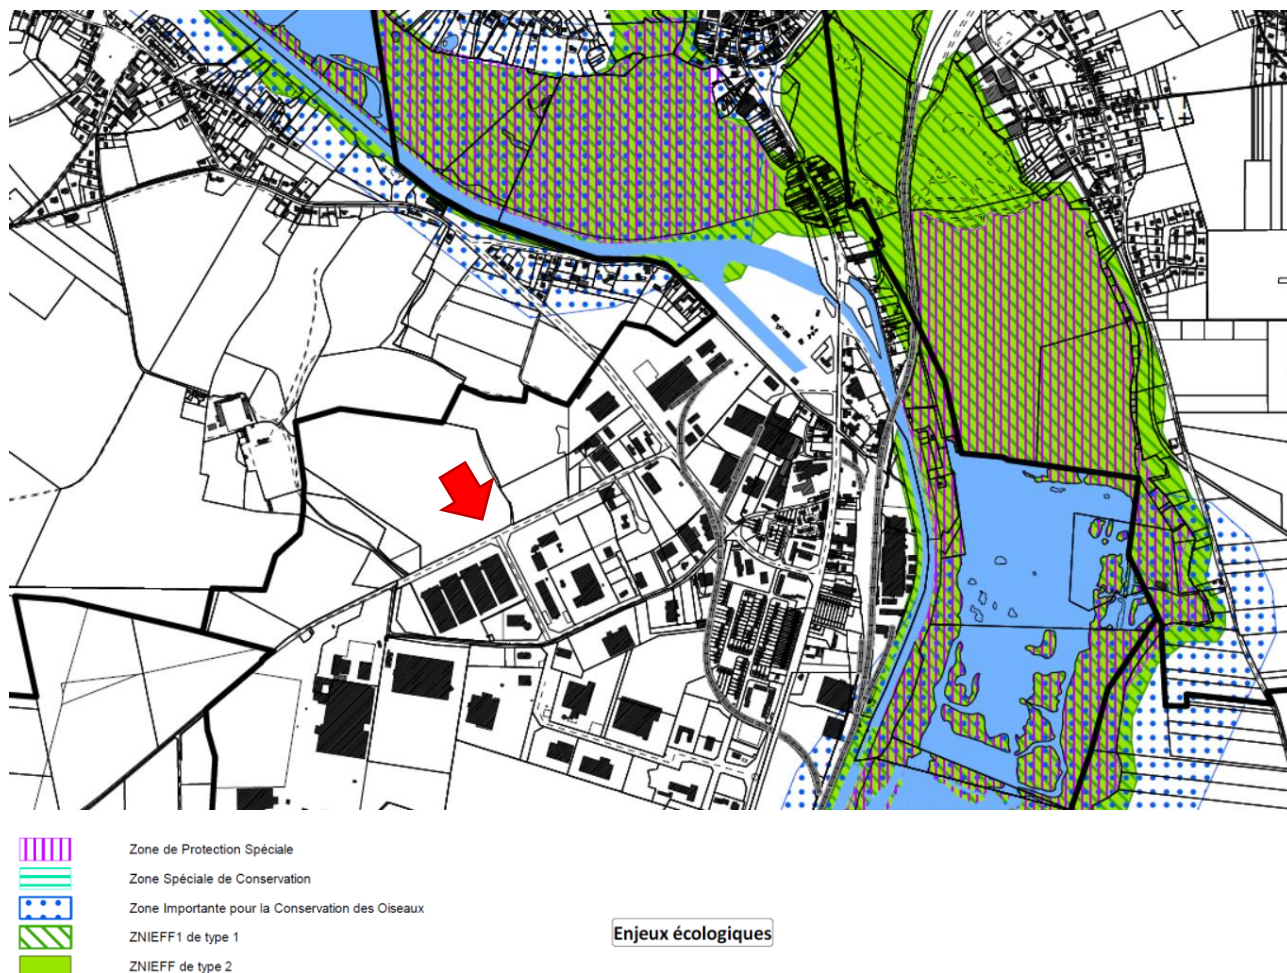 Zone de Protection Spéciale
Zone Spéciale de Conservation
Zone Importante pour la Conservation des Oiseaux
ZNIEFF1 de type 1
ZNIEFF de type 2
Enjeux écologiques